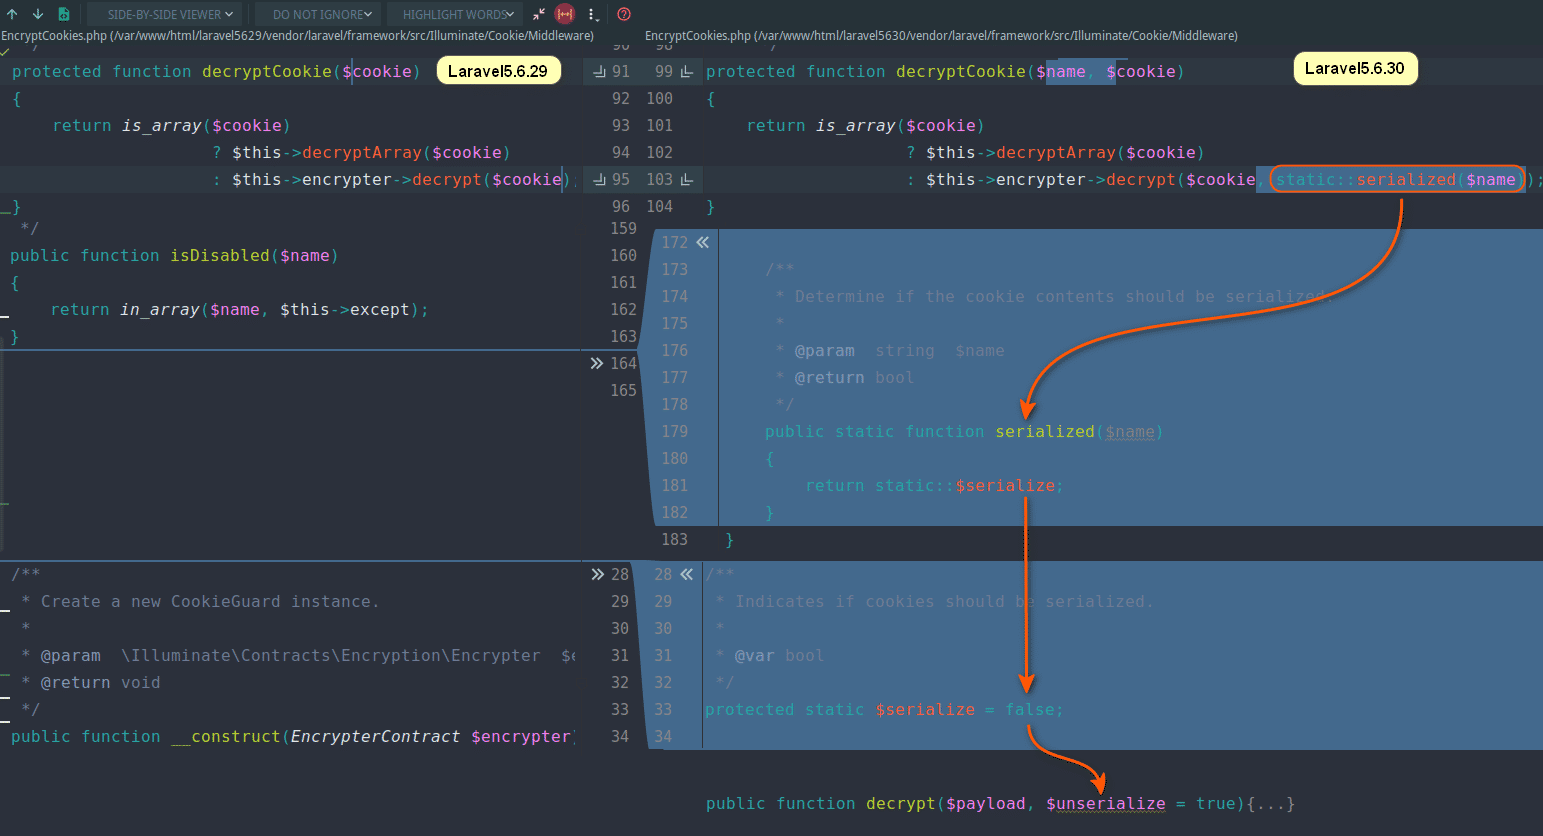 SIDE-BY-SIDE VIEWER DO NOT IGNORE HIGHLIGHT WORDS
EncryptCookies.php (/var/www/html/laravel5629/vendor/laravel/framework/src/Illuminate/Cookie/Middleware)
protected function decryptCookie($cookie) Laravel5.6.29 91
{ 92
return is_array($cookie) 93
? $this->decryptArray($cookie) 94
: $this->encrypter->decrypt($cookie); 95
} 96
*/ 159
public function isDisabled($name) 160
{ 161
return in_array($name, $this->except); 162
} 163
164
165
/** 28
* Create a new CookieGuard instance. 29
* 30
* @param \Illuminate\Contracts\Encryption\Encrypter 31
* @return void 32
*/ 33
public function __construct(EncrypterContract $encrypter) 34
EncryptCookies.php (/var/www/html/laravel5630/vendor/laravel/framework/src/Illuminate/Cookie/Middleware)
98 */
99 protected function decryptCookie($name, $cookie) Laravel5.6.30
100 {
101 return is_array($cookie)
102 ? $this->decryptArray($cookie)
103 : $this->encrypter->decrypt($cookie, static::serialized($name));
104 }
172
173 /**
174 * Determine if the cookie contents should be serialized.
175 *
176 * @param string $name
177 * @return bool
178 */
179 public static function serialized($name)
180 {
181 return static::$serialize;
182 }
183 }
28 /**
29 * Indicates if cookies should be serialized.
30 *
31 * @var bool
32 */
33 protected static $serialize = false;
34
public function decrypt($payload, $unserialize = true){...}